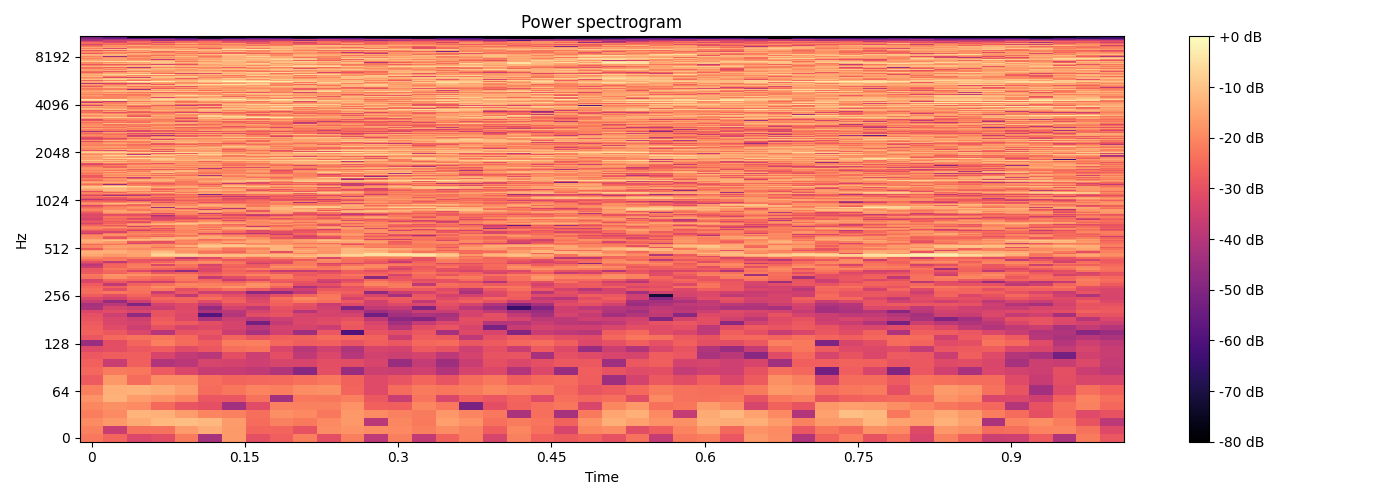 Power spectrogram
8192
4096
2048
1024
512
256
128
64
0
Hz
0 0.15 0.3 0.45 0.6 0.75 0.9
Time
+0 dB
-10 dB
-20 dB
-30 dB
-40 dB
-50 dB
-60 dB
-70 dB
-80 dB